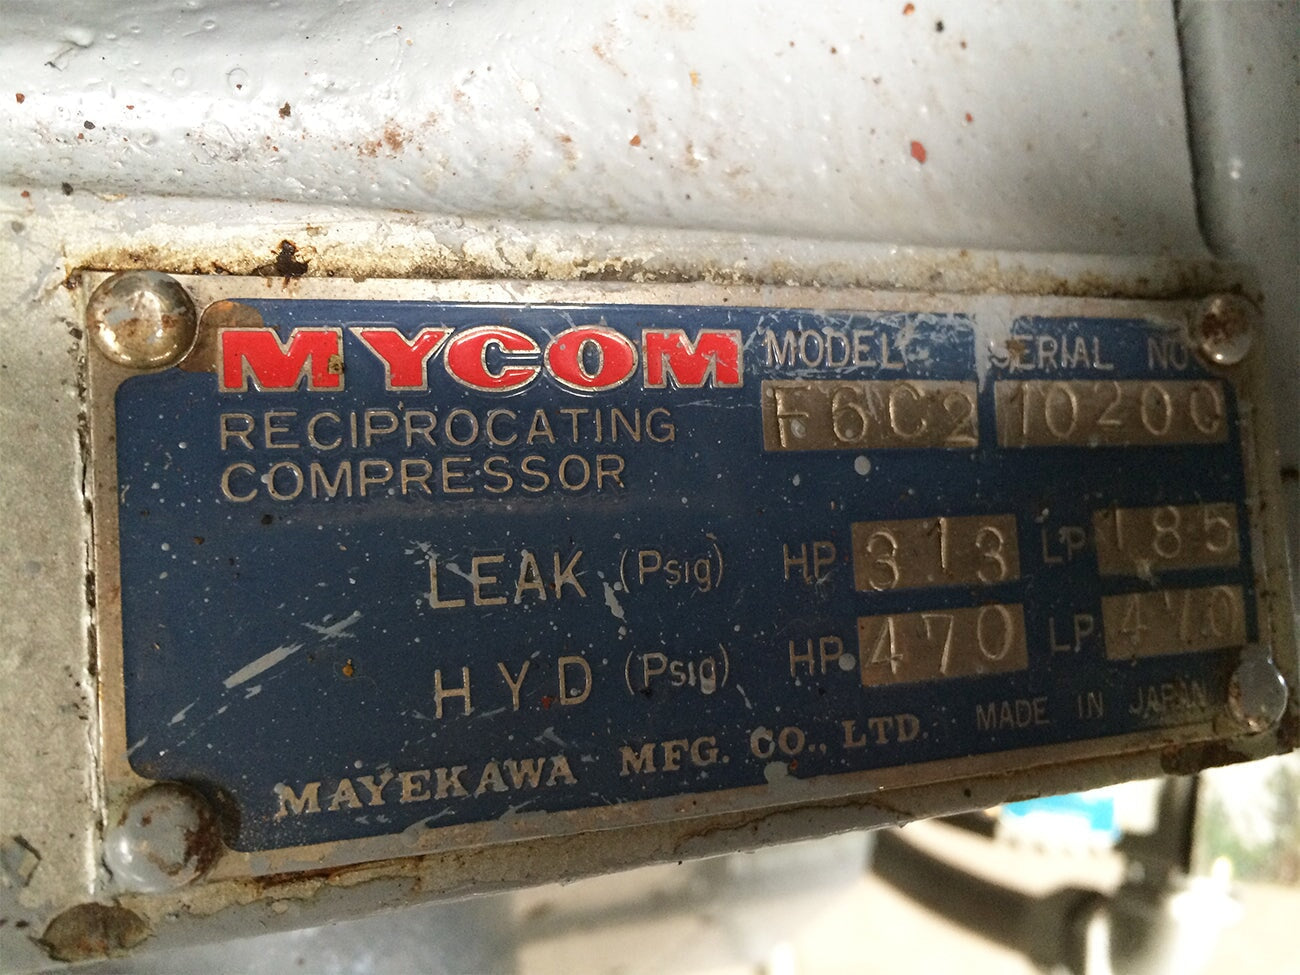 MYCOM
RECIPROCATING
COMPRESSOR
MODEL
SERIAL NO
F6C2
102000
LEAK (Psig) HP 313 LP 185
HYD (Psig) HP 470 LP 470
MAYEKAWA MFG. CO., LTD. MADE IN JAPAN